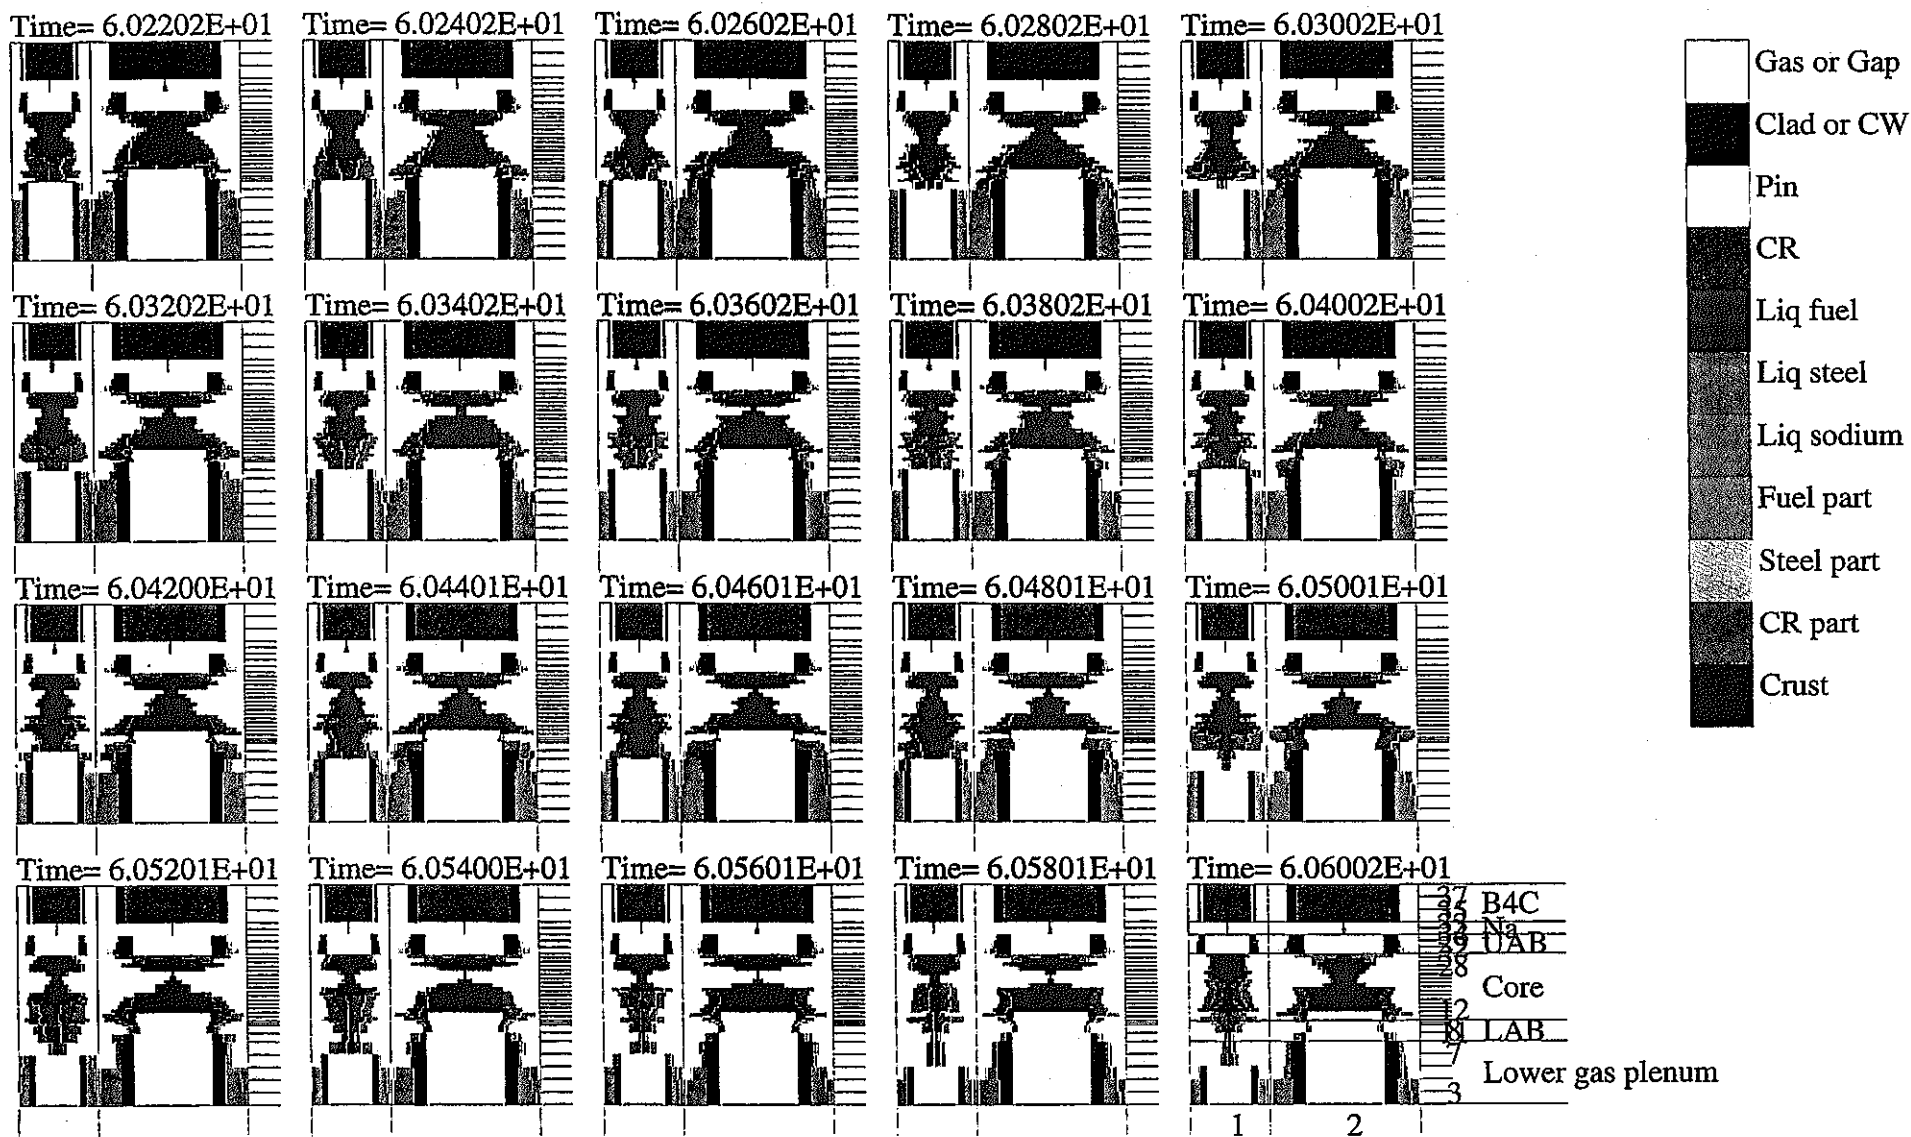 Time= 6.02202E+01
Time= 6.02402E+01
Time= 6.02602E+01
Time= 6.02802E+01
Time= 6.03002E+01
Gas or Gap
Clad or CW
Pin
CR
Liq fuel
Liq steel
Liq sodium
Fuel part
Steel part
CR part
Crust
Time= 6.03202E+01
Time= 6.03402E+01
Time= 6.03602E+01
Time= 6.03802E+01
Time= 6.04002E+01
Time= 6.04200E+01
Time= 6.04401E+01
Time= 6.04601E+01
Time= 6.04801E+01
Time= 6.05001E+01
Time= 6.05201E+01
Time= 6.05400E+01
Time= 6.05601E+01
Time= 6.05801E+01
Time= 6.06002E+01
B4C
Na
UAB
Core
12
LAB
7
Lower gas plenum
3
1 2